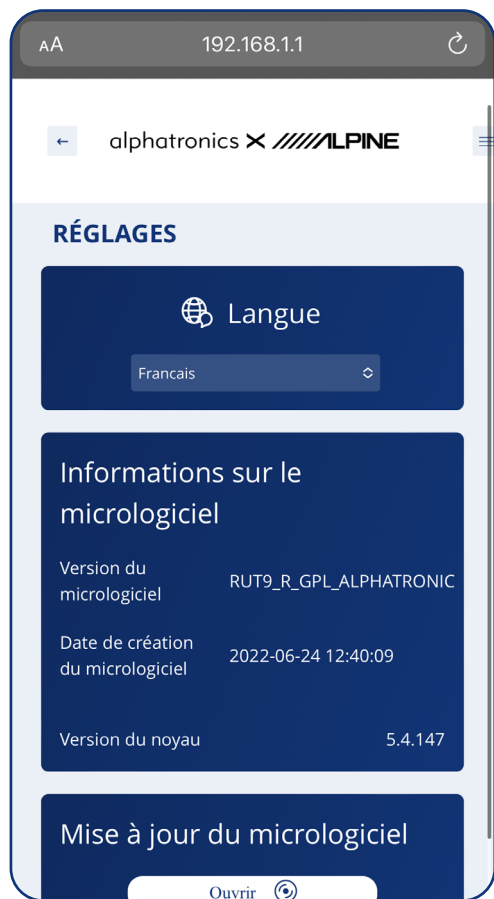 AA 192.168.1.1
alphatronics X ALPINE
RÉGLAGES
Langue
Francais
Informations sur le
micrologiciel
Version du
micrologiciel
RUT9_R_GPL_ALPHATRONIC
Date de création
du micrologiciel
2022-06-24 12:40:09
Version du noyau 5.4.147
Mise à jour du micrologiciel
Ouvrir